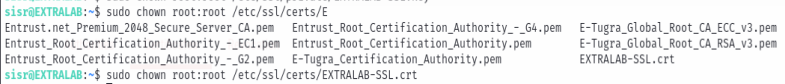 sisr@EXTRALAB:~$ sudo chown root:root /etc/ssl/certs/E
Entrust.net_Premium_2048_Secure_Server_CA.pem Entrust_Root_Certification_Authority_-_G4.pem E-Tugra_Global_Root_CA_ECC_v3.pem
Entrust_Root_Certification_Authority_-_EC1.pem Entrust_Root_Certification_Authority.pem E-Tugra_Global_Root_CA_RSA_v3.pem
Entrust_Root_Certification_Authority_-_G2.pem E-Tugra_Certification_Authority.pem EXTRALAB-SSL.crt
sisr@EXTRALAB:~$ sudo chown root:root /etc/ssl/certs/EXTRALAB-SSL.crt